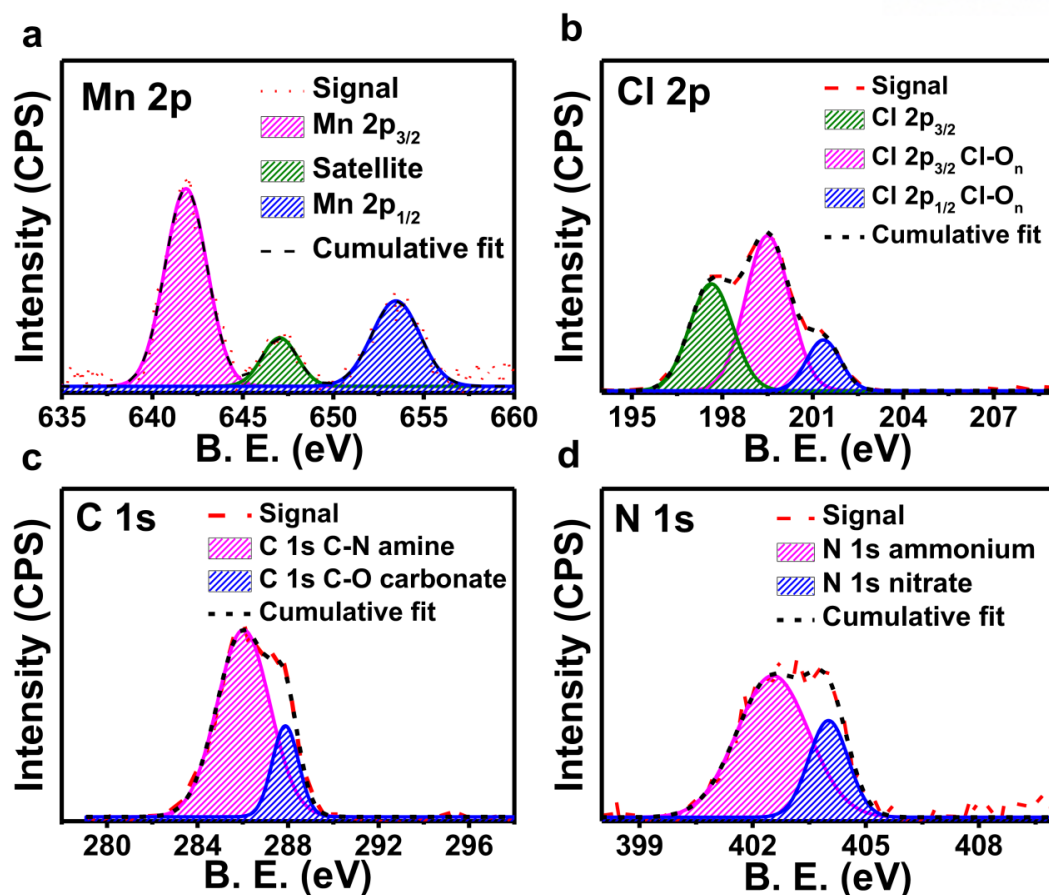 a
Mn 2p
Signal
Mn 2p3/2
Satellite
Mn 2p1/2
Cumulative fit
Intensity (CPS)
635 640 645 650 655 660
B. E. (eV)
b
Cl 2p
Signal
Cl 2p3/2
Cl 2p3/2 Cl-On
Cl 2p1/2 Cl-On
Cumulative fit
Intensity (CPS)
195 198 201 204 207
B. E. (eV)
c
C 1s
Signal
C 1s C-N amine
C 1s C-O carbonate
Cumulative fit
Intensity (CPS)
280 284 288 292 296
B. E. (eV)
d
N 1s
Signal
N 1s ammonium
N 1s nitrate
Cumulative fit
Intensity (CPS)
399 402 405 408
B. E. (eV)